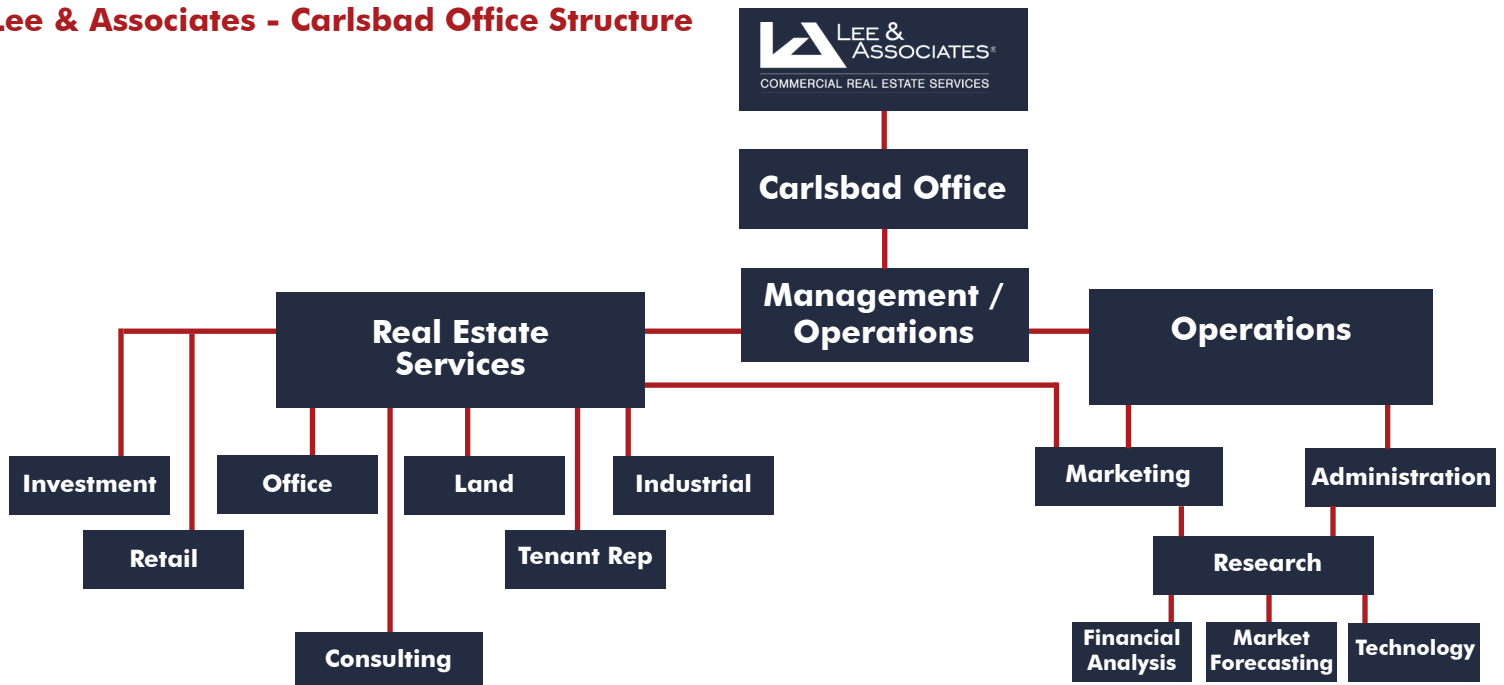 Lee & Associates - Carlsbad Office Structure
LEE &
ASSOCIATES®
COMMERCIAL REAL ESTATE SERVICES
Carlsbad Office
Management /
Operations
Real Estate
Services
Operations
Investment
Office
Land
Industrial
Marketing
Administration
Retail
Tenant Rep
Research
Consulting
Financial
Analysis
Market
Forecasting
Technology